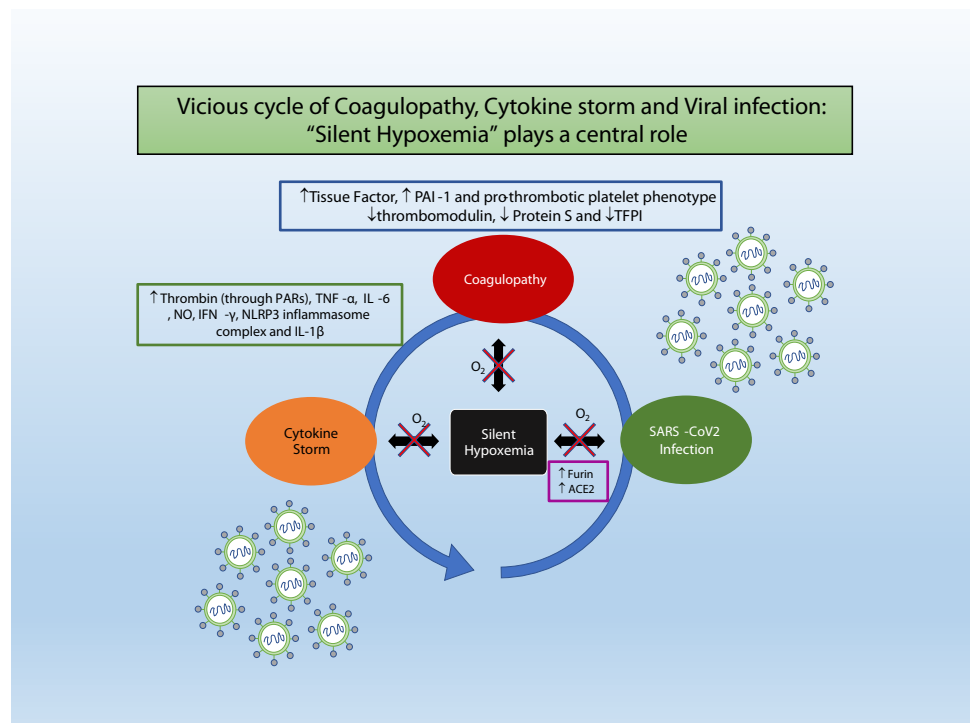 Vicious cycle of Coagulopathy, Cytokine storm and Viral infection:
“Silent Hypoxemia” plays a central role
↑Tissue Factor, ↑ PAI -1 and pro-thrombotic platelet phenotype
↓thrombomodulin, ↓ Protein S and ↓TFPI
Coagulopathy
↑ Thrombin (through PARs), TNF -α, IL -6
, NO, IFN -γ, NLRP3 inflammasome
complex and IL-1β
O2
Cytokine
Storm
O2
Silent
Hypoxemia
O2
SARS -CoV2
Infection
↑ Furin
↑ ACE2